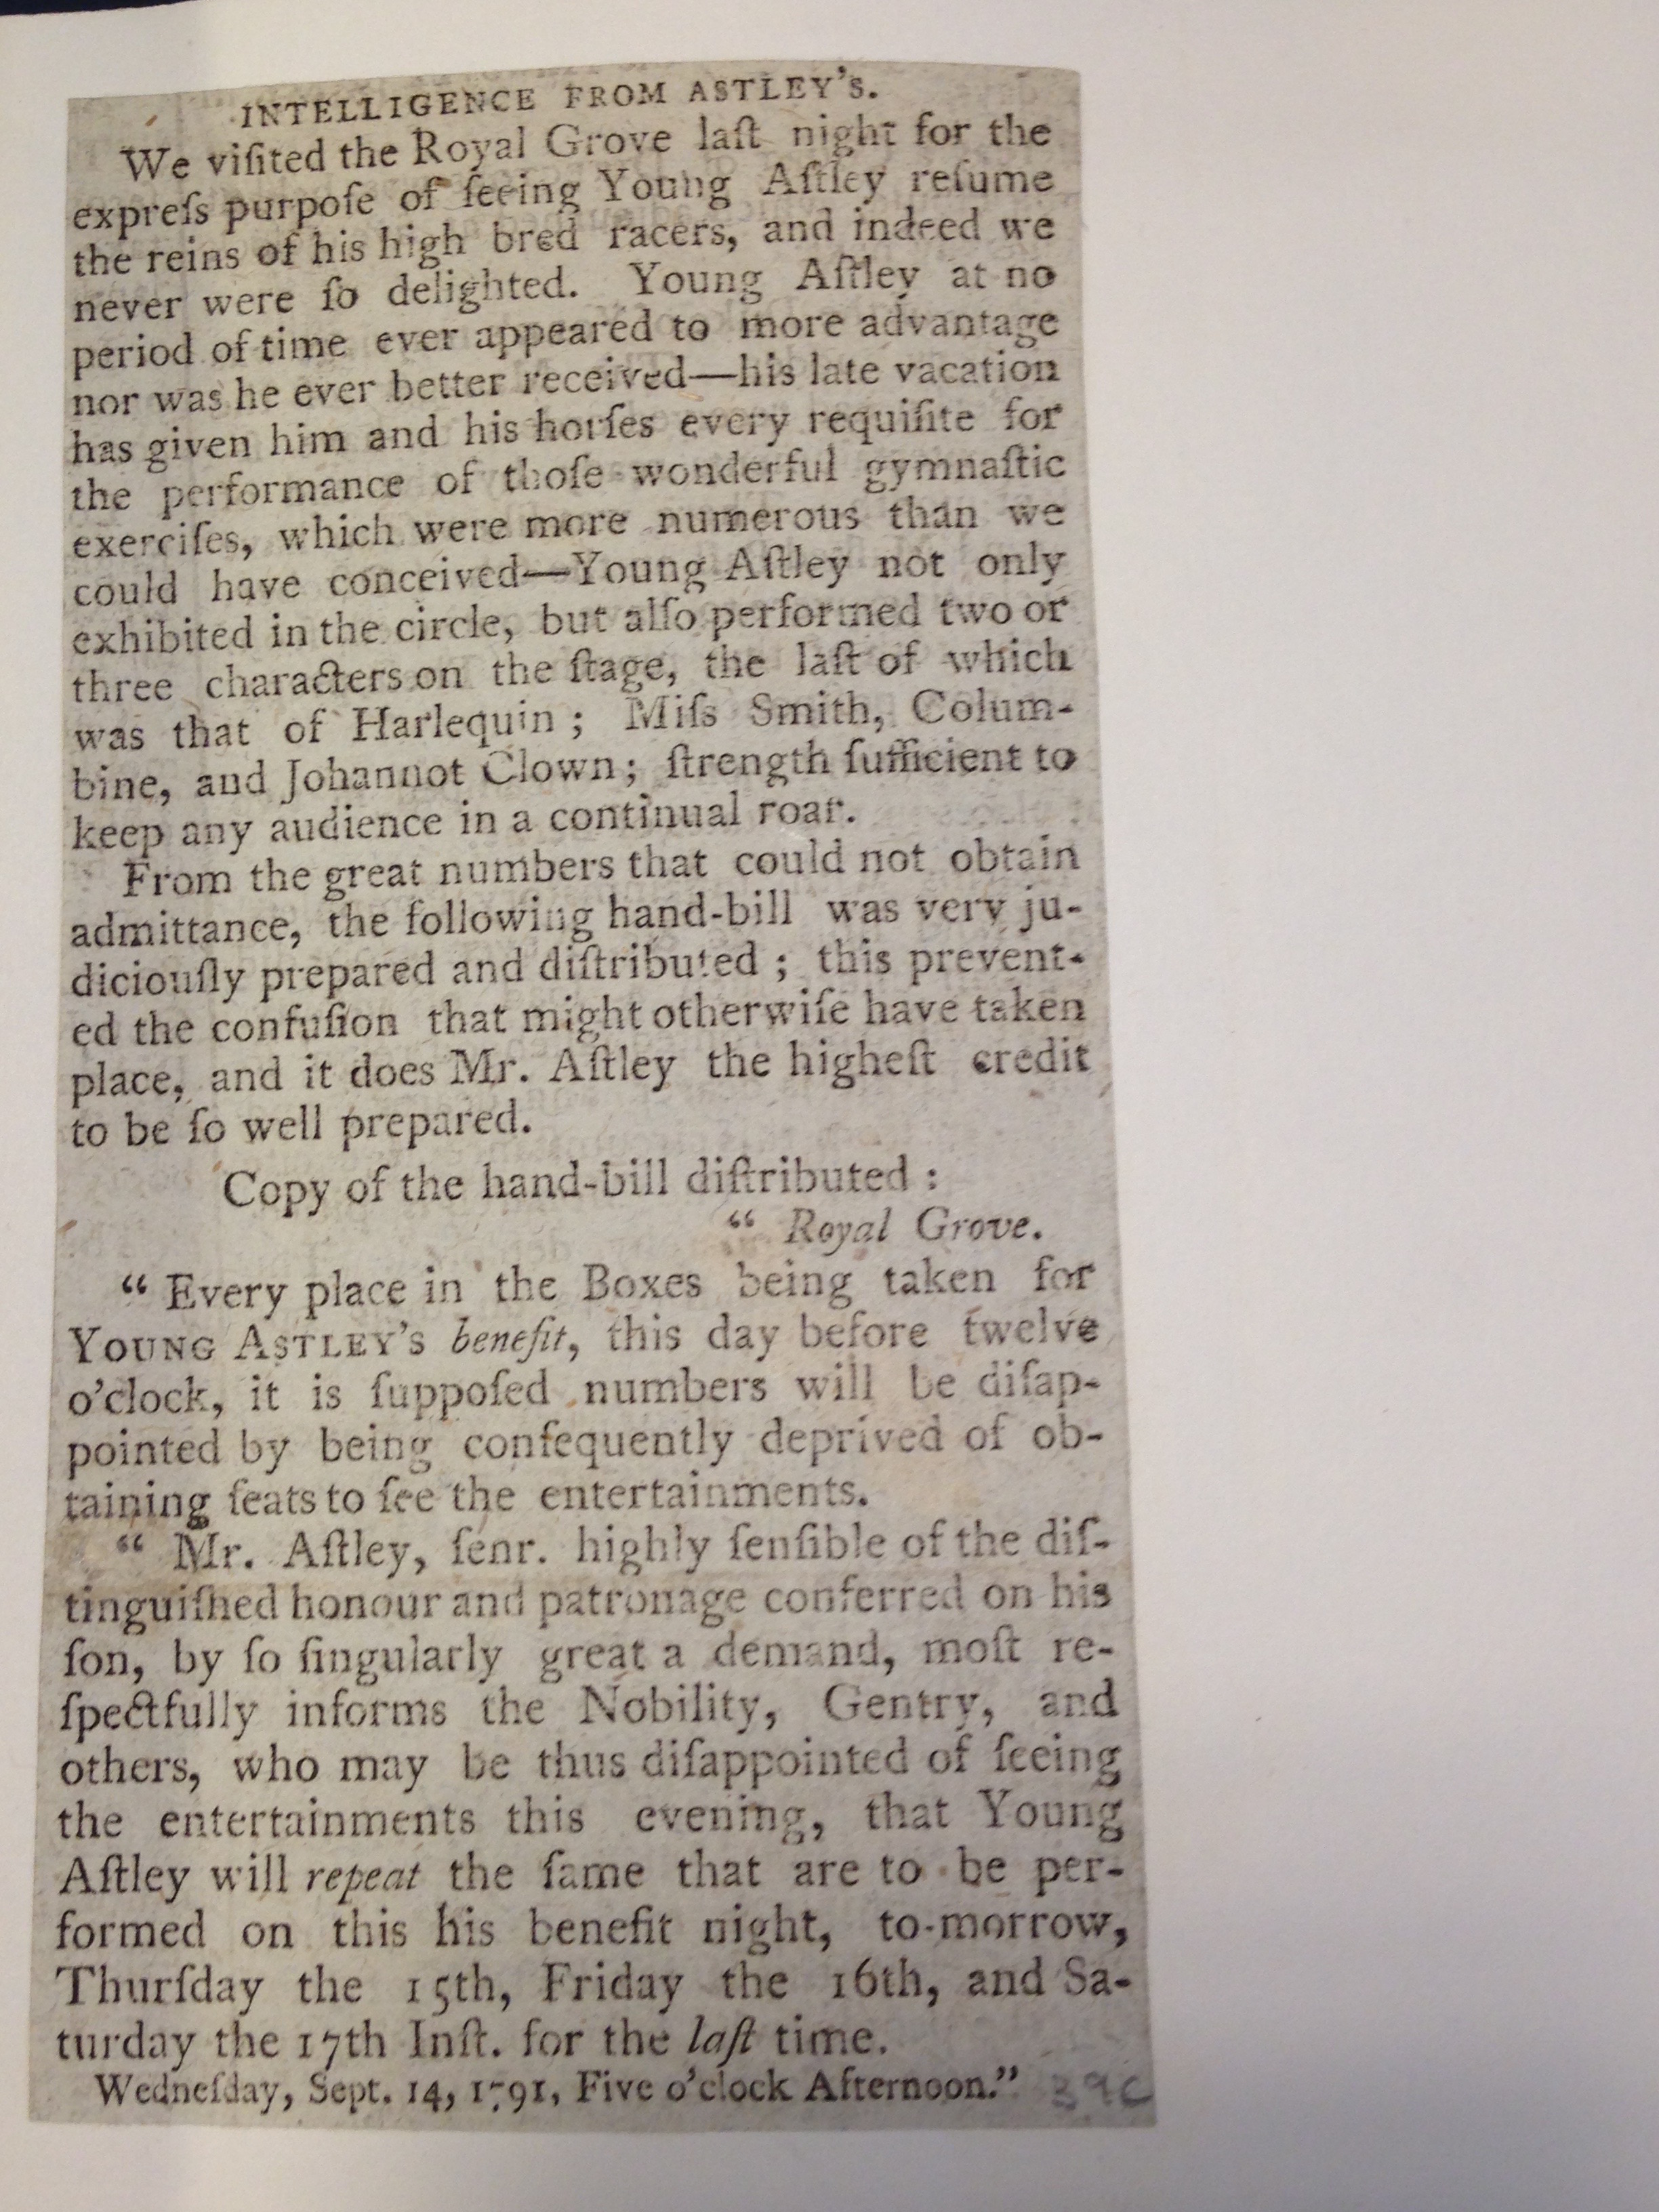 INTELLIGENCE FROM ASTLEY'S.
We viſited the Royal Grove laſt night for the
expreſs purpoſe of ſeeing Young Aſtley reſume
the reins of his high bred racers, and indeed we
never were ſo delighted. Young Aſtley at no
period of time ever appeared to more advantage
nor was he ever better received—his late vacation
has given him and his horſes every requiſite for
the performance of thoſe wonderful gymnaſtic
exerciſes, which were more numerous than we
could have conceived—Young Aſtley not only
exhibited in the circle, but alſo performed two or
three characters on the ſtage, the laſt of which
was that of Harlequin; Miſs Smith, Colum-
bine, and Johannot Clown; ſtrength ſufficient to
keep any audience in a continual roar.
From the great numbers that could not obtain
admittance, the following hand-bill was very ju-
diciouſly prepared and diſtributed; this prevent-
ed the confuſion that might otherwiſe have taken
place, and it does Mr. Aſtley the higheſt credit
to be ſo well prepared.
Copy of the hand-bill diſtributed:
“ Royal Grove.
“ Every place in the Boxes being taken for
YOUNG ASTLEY'S benefit, this day before twelve
o'clock, it is ſuppoſed numbers will be diſap-
pointed by being conſequently deprived of ob-
taining ſeats to ſee the entertainments.
“ Mr. Aſtley, ſenr. highly ſenſible of the diſ-
tinguiſhed honour and patronage conferred on his
ſon, by ſo ſingularly great a demand, moſt re-
ſpectfully informs the Nobility, Gentry, and
others, who may be thus diſappointed of ſeeing
the entertainments this evening, that Young
Aſtley will repeat the ſame that are to be per-
formed on this his benefit night, to-morrow,
Thurſday the 15th, Friday the 16th, and Sa-
turday the 17th Inſt. for the laſt time.
Wedneſday, Sept. 14, 1791, Five o'clock Afternoon.”
39C